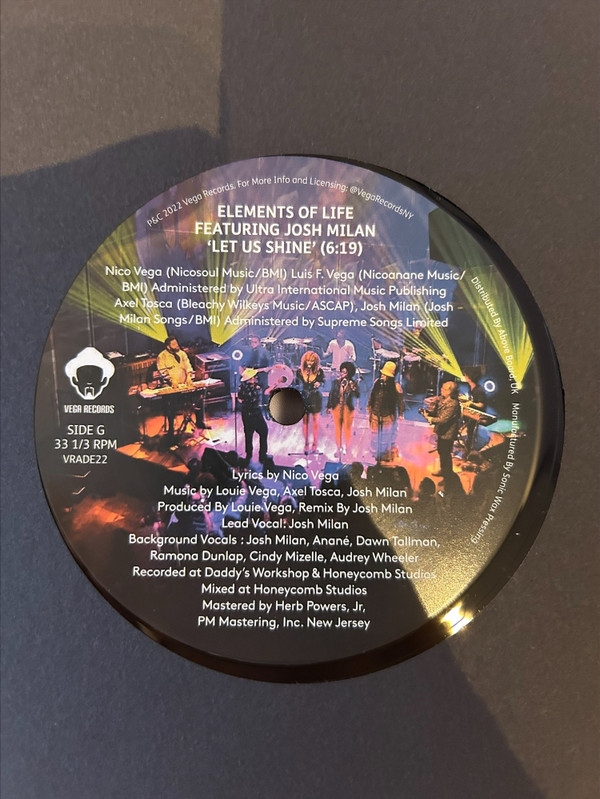 P&C 2022 Vega Records. For More Info and Licensing: @VegaRecordsNY
ELEMENTS OF LIFE
FEATURING JOSH MILAN
‘LET US SHINE’ (6:19)
Nico Vega (Nicosoul Music/BMI) Luis F. Vega (Nicoanane Music/
BMI) Administered by Ultra International Music Publishing
Axel Tosca (Bleachy Wilkeys Music/ASCAP), Josh Milan (Josh
Milan Songs/BMI) Administered by Supreme Songs Limited
Distributed By Above Board, UK Manufactured By Sonic Wax Pressing
VEGA RECORDS
SIDE G
33 1/3 RPM
VRADE22
Lyrics by Nico Vega
Music by Louie Vega, Axel Tosca, Josh Milan
Produced By Louie Vega, Remix By Josh Milan
Lead Vocal: Josh Milan
Background Vocals : Josh Milan, Anané, Dawn Tallman,
Ramona Dunlap, Cindy Mizelle, Audrey Wheeler
Recorded at Daddy's Workshop & Honeycomb Studios
Mixed at Honeycomb Studios
Mastered by Herb Powers, Jr,
PM Mastering, Inc. New Jersey